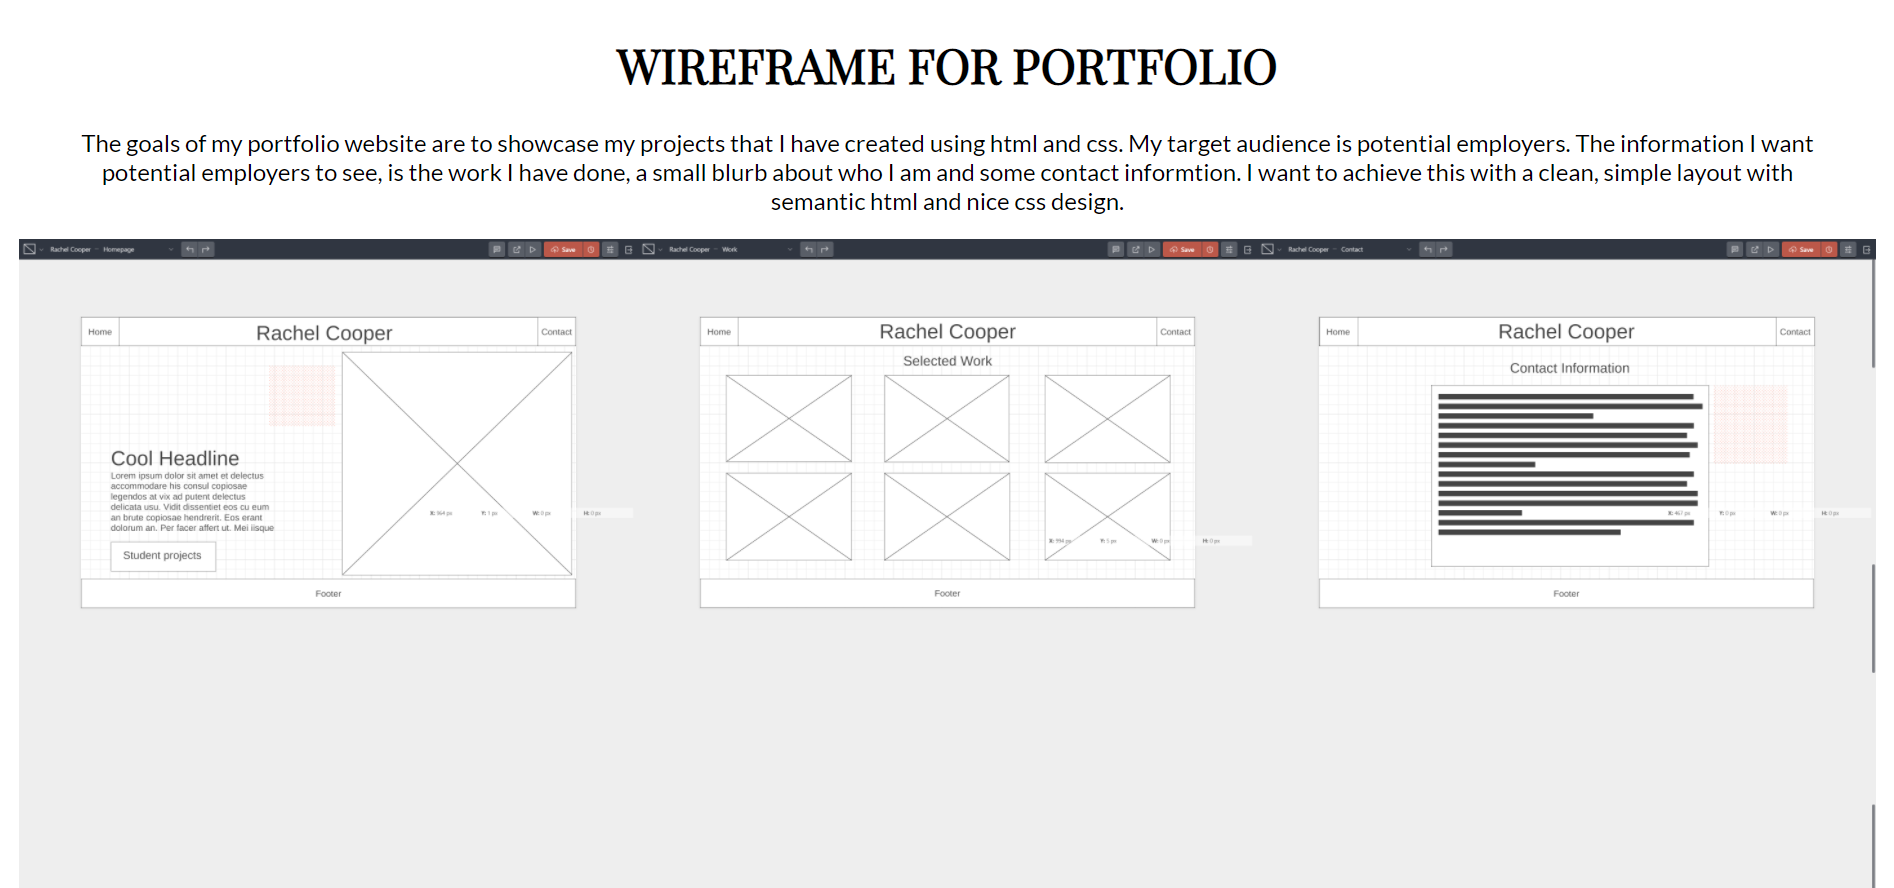 WIREFRAME FOR PORTFOLIO
The goals of my portfolio website are to showcase my projects that I have created using html and css. My target audience is potential employers. The information I want
potential employers to see, is the work I have done, a small blurb about who I am and some contact informtion. I want to achieve this with a clean, simple layout with
semantic html and nice css design.
Rachel Cooper Homepage Save
Rachel Cooper Work Save
Rachel Cooper Contact Save
Home Rachel Cooper Contact
Cool Headline
Lorem ipsum dolor sit amet et delectus
accommodare his consul copiosae
legendos at vix ad putent delectus
delicata usu. Vidit dissentiet eos cu eum
an brute copiosae hendrerit. Eos erant
dolorum an. Per facer affert ut. Mei iisque
Student projects
X: 964 px Y: 1 px W: 0 px H: 0 px
Footer
Home Rachel Cooper Contact
Selected Work
X: 994 px Y: 5 px W: 0 px H: 0 px
Footer
Home Rachel Cooper Contact
Contact Information
X: 467 px Y: 0 px W: 0 px H: 0 px
Footer